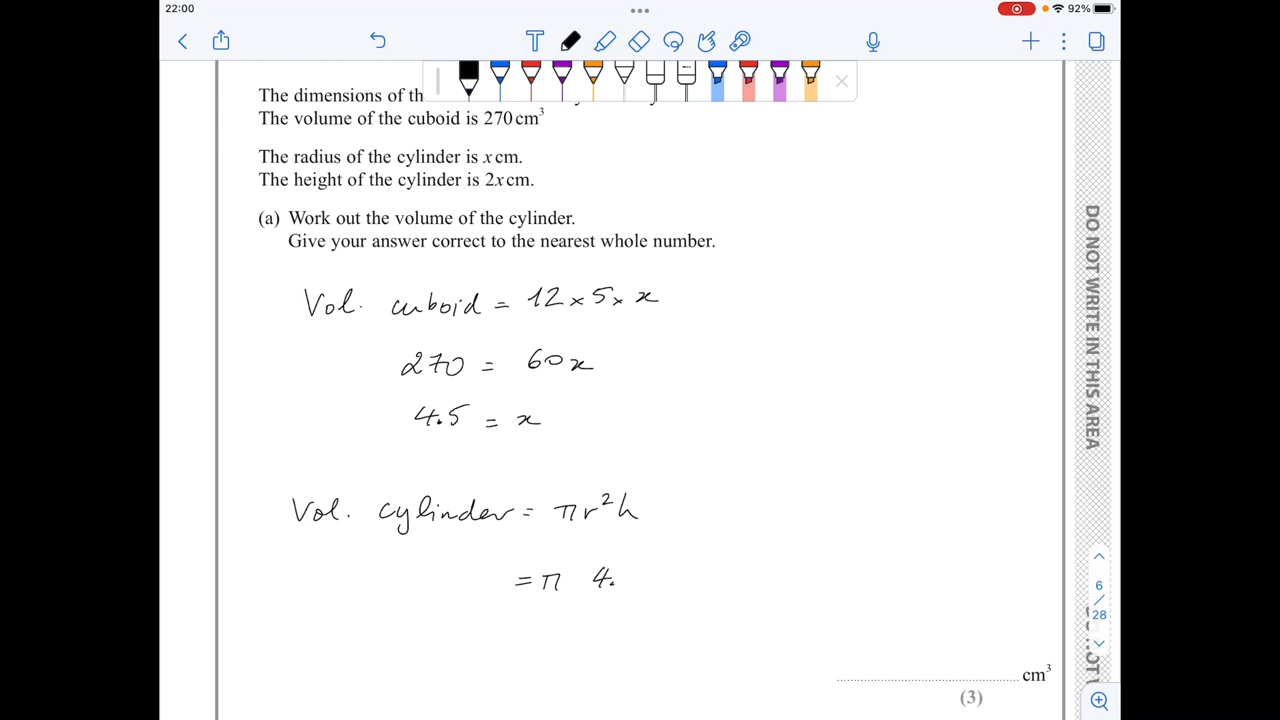 22:00
92%
The dimensions of th
The volume of the cuboid is 270 cm³
The radius of the cylinder is x cm.
The height of the cylinder is 2x cm.
(a) Work out the volume of the cylinder.
Give your answer correct to the nearest whole number.
Vol. cuboid = 12 × 5 × x
270 = 60x
4.5 = x
Vol. cylinder = πr²h
= π 4.
cm³
(3)
DO NOT WRITE IN THIS AREA
6
/
28